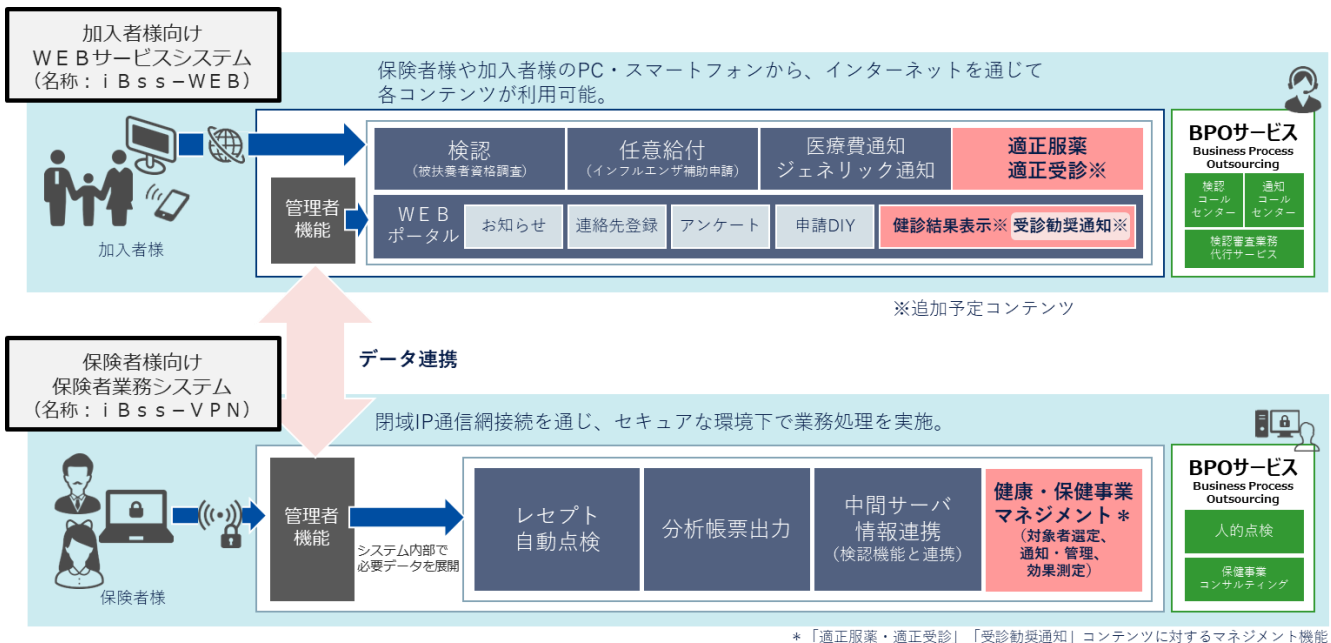 加入者様向け
ＷＥＢサービスシステム
（名称：ｉＢｓｓ−ＷＥＢ）
保険者様や加入者様のPC・スマートフォンから、インターネットを通じて
各コンテンツが利用可能。
加入者様
管理者
機能
検認
（被扶養者資格調査）
任意給付
（インフルエンザ補助申請）
医療費通知
ジェネリック通知
適正服薬
適正受診※
ＷＥＢ
ポータル
お知らせ
連絡先登録
アンケート
申請DIY
健診結果表示※
受診勧奨通知※
BPOサービス
Business Process
Outsourcing
検認
コール
センター
通知
コール
センター
検認審査業務
代行サービス
※追加予定コンテンツ
データ連携
保険者様向け
保険者業務システム
（名称：ｉＢｓｓ−ＶＰＮ）
閉域IP通信網接続を通じ、セキュアな環境下で業務処理を実施。
保険者様
管理者
機能
システム内部で
必要データを展開
レセプト
自動点検
分析帳票出力
中間サーバ
情報連携
（検認機能と連携）
健康・保健事業
マネジメント＊
（対象者選定、
通知・管理、
効果測定）
BPOサービス
Business Process
Outsourcing
人的点検
保健事業
コンサルティング
＊「適正服薬・適正受診」「受診勧奨通知」コンテンツに対するマネジメント機能